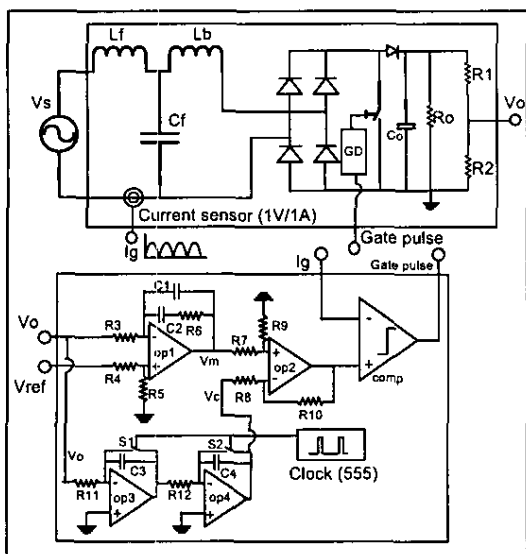 Lf
Lb
Vs
Cf
GD
Co
Ro
R1
R2
Vo
Current sensor (1V/1A)
Ig
Gate pulse
Ig
Gate pulse
Vo
Vref
R3
R4
R5
C1
C2
R6
op1
Vm
R7
R9
R8
Vc
op2
R10
comp
Vo
S1
C3
R11
op3
R12
S2
C4
op4
Clock (555)